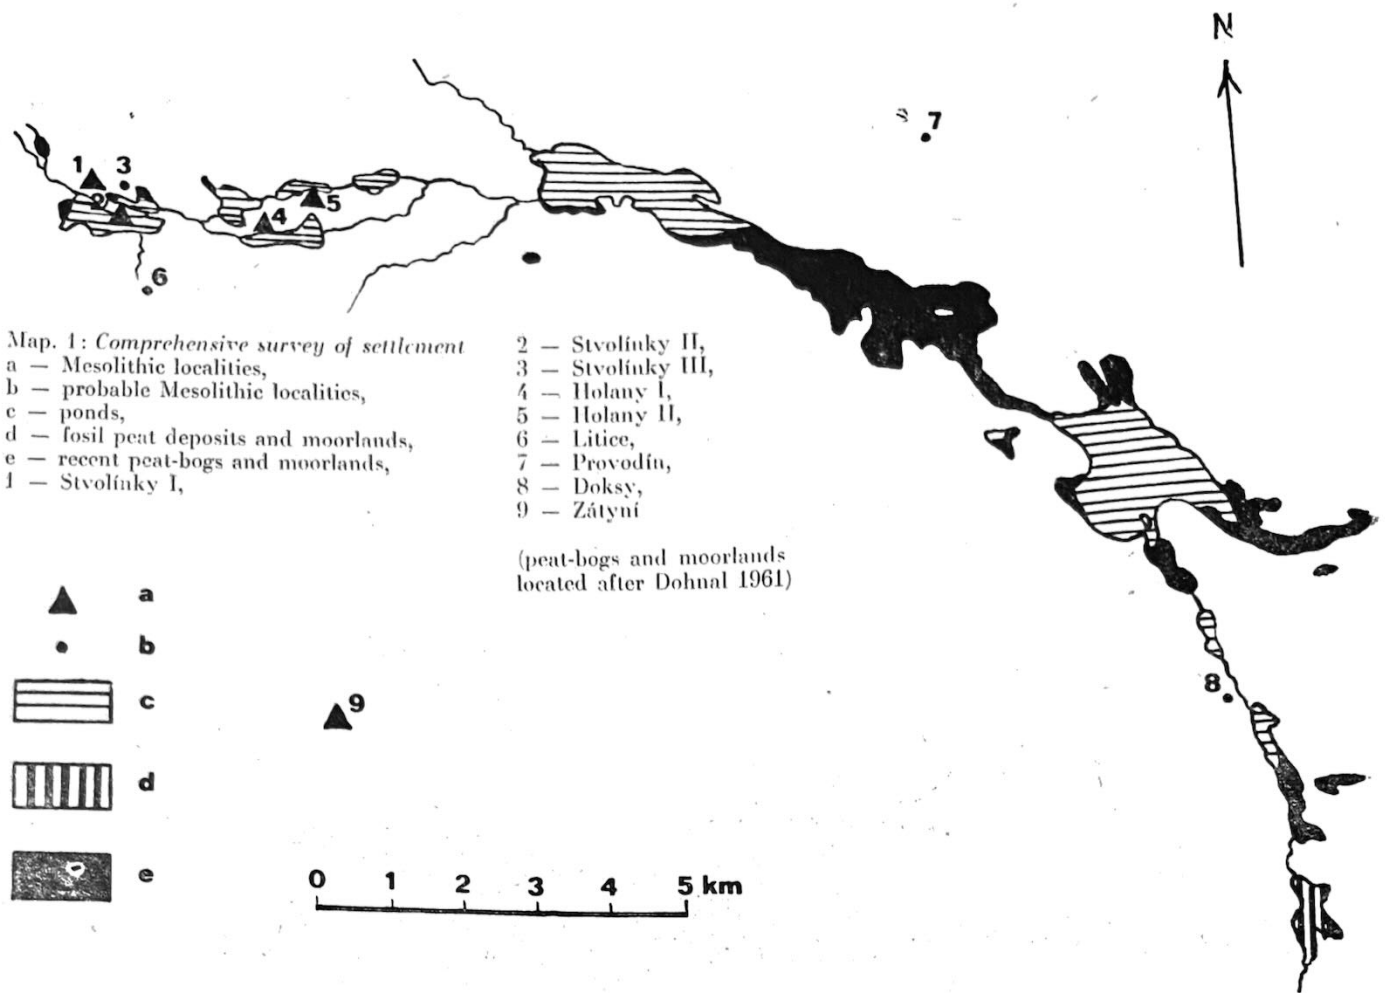 N
7
1
3
2
5
4
6
Map. 1: Comprehensive survey of settlement
a — Mesolithic localities,
b — probable Mesolithic localities,
c — ponds,
d — fosil peat deposits and moorlands,
e — recent peat-bogs and moorlands,
1 — Stvolínky I,
2 — Stvolínky II,
3 — Stvolínky III,
4 — Holany I,
5 — Holany II,
6 — Litice,
7 — Provodín,
8 — Doksy,
9 — Zátyní
(peat-bogs and moorlands
located after Dohnal 1961)
a
b
c
d
e
9
8
0 1 2 3 4 5 km